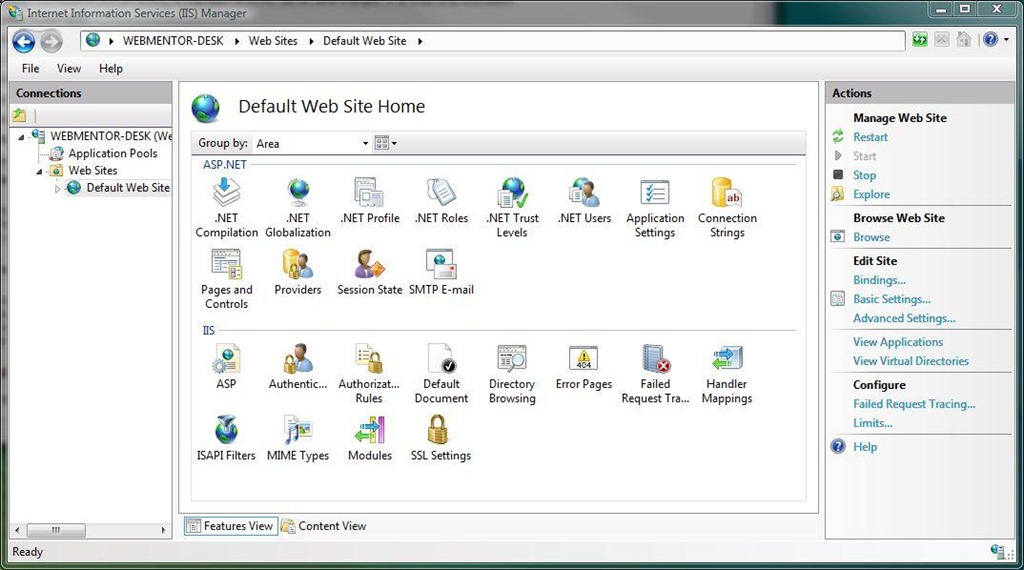 Internet Information Services (IIS) Manager
WEBMENTOR-DESK Web Sites Default Web Site
File View Help
Connections
WEBMENTOR-DESK (We
Application Pools
Web Sites
Default Web Site
Default Web Site Home
Group by: Area
ASP.NET
.NET Compilation
.NET Globalization
.NET Profile
.NET Roles
.NET Trust Levels
.NET Users
Application Settings
Connection Strings
Pages and Controls
Providers
Session State
SMTP E-mail
IIS
ASP
Authentic...
Authorizat... Rules
Default Document
Directory Browsing
Error Pages
Failed Request Tra...
Handler Mappings
ISAPI Filters
MIME Types
Modules
SSL Settings
Features View
Content View
Actions
Manage Web Site
Restart
Start
Stop
Explore
Browse Web Site
Browse
Edit Site
Bindings...
Basic Settings...
Advanced Settings...
View Applications
View Virtual Directories
Configure
Failed Request Tracing...
Limits...
Help
Ready